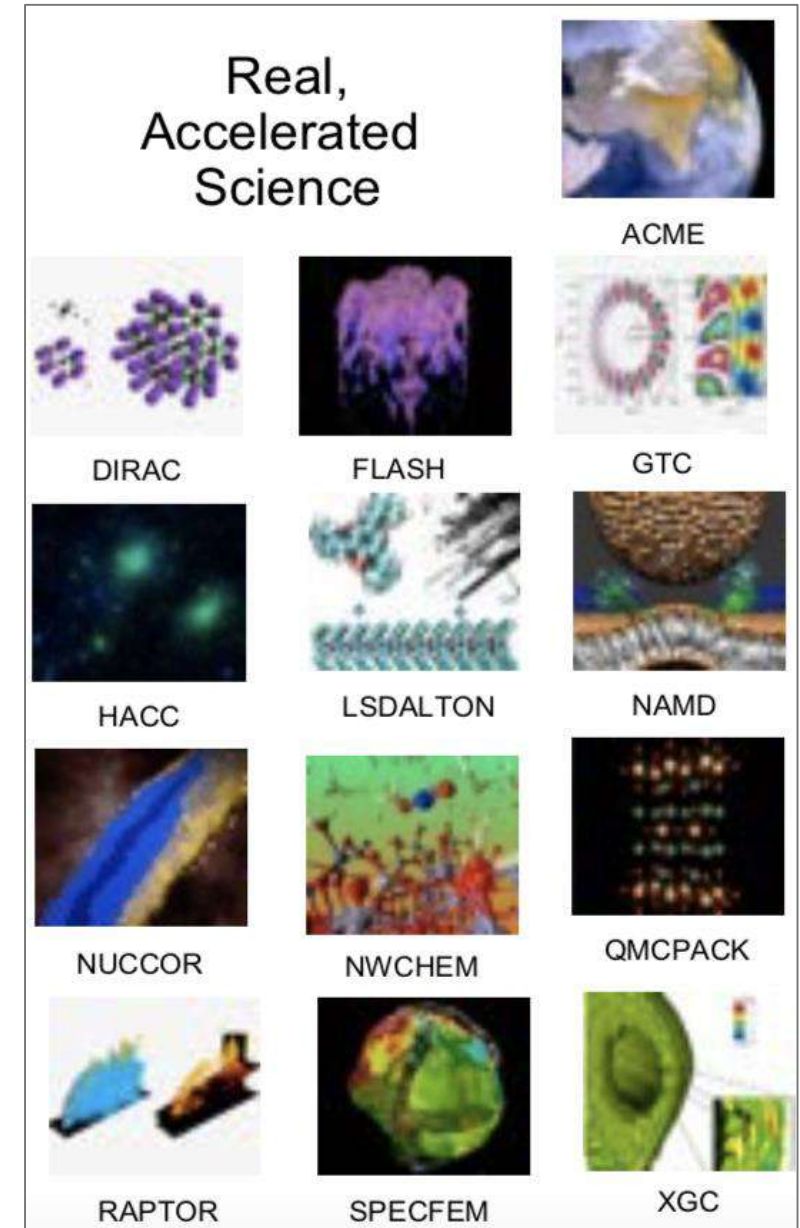 Real,
Accelerated
Science
ACME
DIRAC
FLASH
GTC
HACC
LSDALTON
NAMD
NUCCOR
NWCHEM
QMCPACK
RAPTOR
SPECFEM
XGC